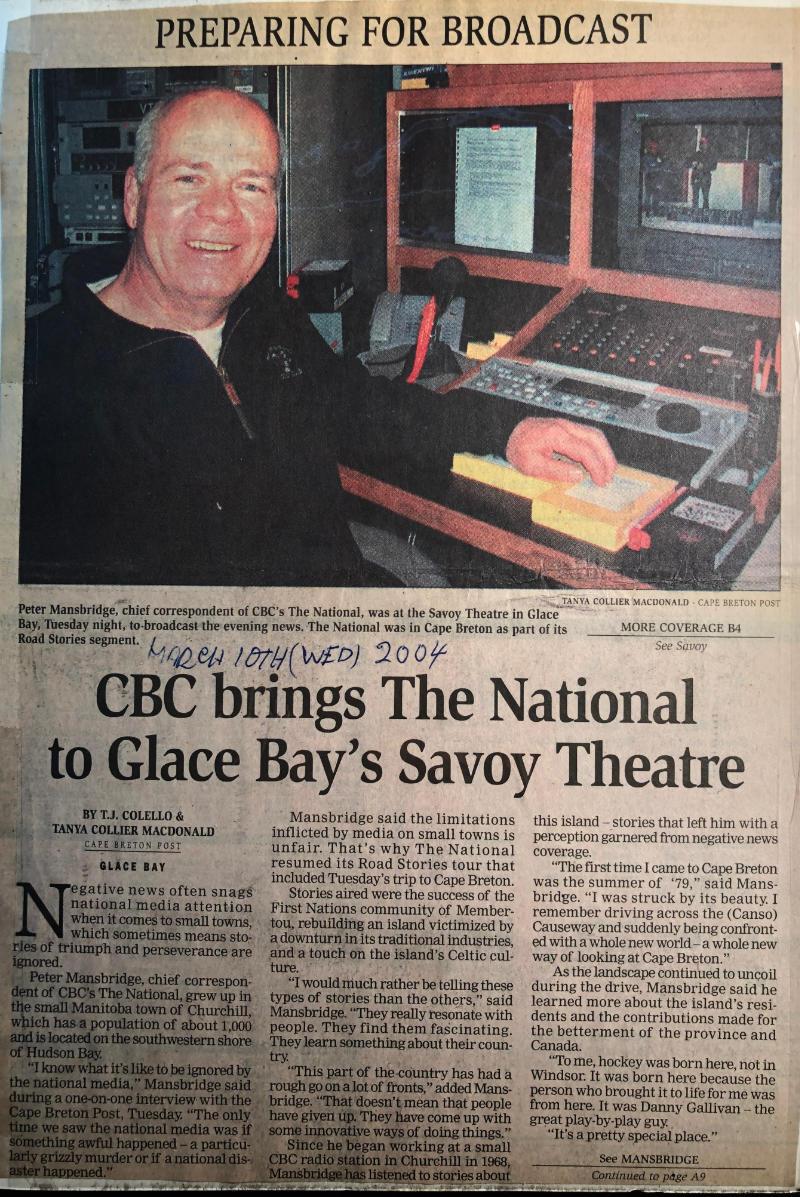 PREPARING FOR BROADCAST
TANYA COLLIER MACDONALD - CAPE BRETON POST
Peter Mansbridge, chief correspondent of CBC's The National, was at the Savoy Theatre in Glace
Bay, Tuesday night, to broadcast the evening news. The National was in Cape Breton as part of its
Road Stories segment.
MORE COVERAGE B4
See Savoy
MARCH 10TH (WED) 2004
CBC brings The National
to Glace Bay's Savoy Theatre
BY T.J. COLELLO &
TANYA COLLIER MACDONALD
CAPE BRETON POST
GLACE BAY
Negative news often snags
national media attention
when it comes to small towns,
which sometimes means sto-
ries of triumph and perseverance are
ignored.
Peter Mansbridge, chief correspon-
dent of CBC's The National, grew up in
the small Manitoba town of Churchill,
which has a population of about 1,000
and is located on the southwestern shore
of Hudson Bay.
"I know what it's like to be ignored by
the national media," Mansbridge said
during a one-on-one interview with the
Cape Breton Post, Tuesday. "The only
time we saw the national media was if
something awful happened – a particu-
larly grizzly murder or if a national dis-
aster happened."
Mansbridge said the limitations
inflicted by media on small towns is
unfair. That's why The National
resumed its Road Stories tour that
included Tuesday's trip to Cape Breton.
Stories aired were the success of the
First Nations community of Member-
tou, rebuilding an island victimized by
a downturn in its traditional industries,
and a touch on the island's Celtic cul-
ture.
"I would much rather be telling these
types of stories than the others," said
Mansbridge. "They really resonate with
people. They find them fascinating.
They learn something about their coun-
try.
"This part of the country has had a
rough go on a lot of fronts," added Mans-
bridge. "That doesn't mean that people
have given up. They have come up with
some innovative ways of doing things."
Since he began working at a small
CBC radio station in Churchill in 1968,
Mansbridge has listened to stories about
this island – stories that left him with a
perception garnered from negative news
coverage.
"The first time I came to Cape Breton
was the summer of '79," said Mans-
bridge. "I was struck by its beauty. I
remember driving across the (Canso)
Causeway and suddenly being confront-
ed with a whole new world – a whole new
way of looking at Cape Breton."
As the landscape continued to uncoil
during the drive, Mansbridge said he
learned more about the island's resi-
dents and the contributions made for
the betterment of the province and
Canada.
"To me, hockey was born here, not in
Windsor. It was born here because the
person who brought it to life for me was
from here. It was Danny Gallivan – the
great play-by-play guy.
"It's a pretty special place."
See MANSBRIDGE
Continued to page A9